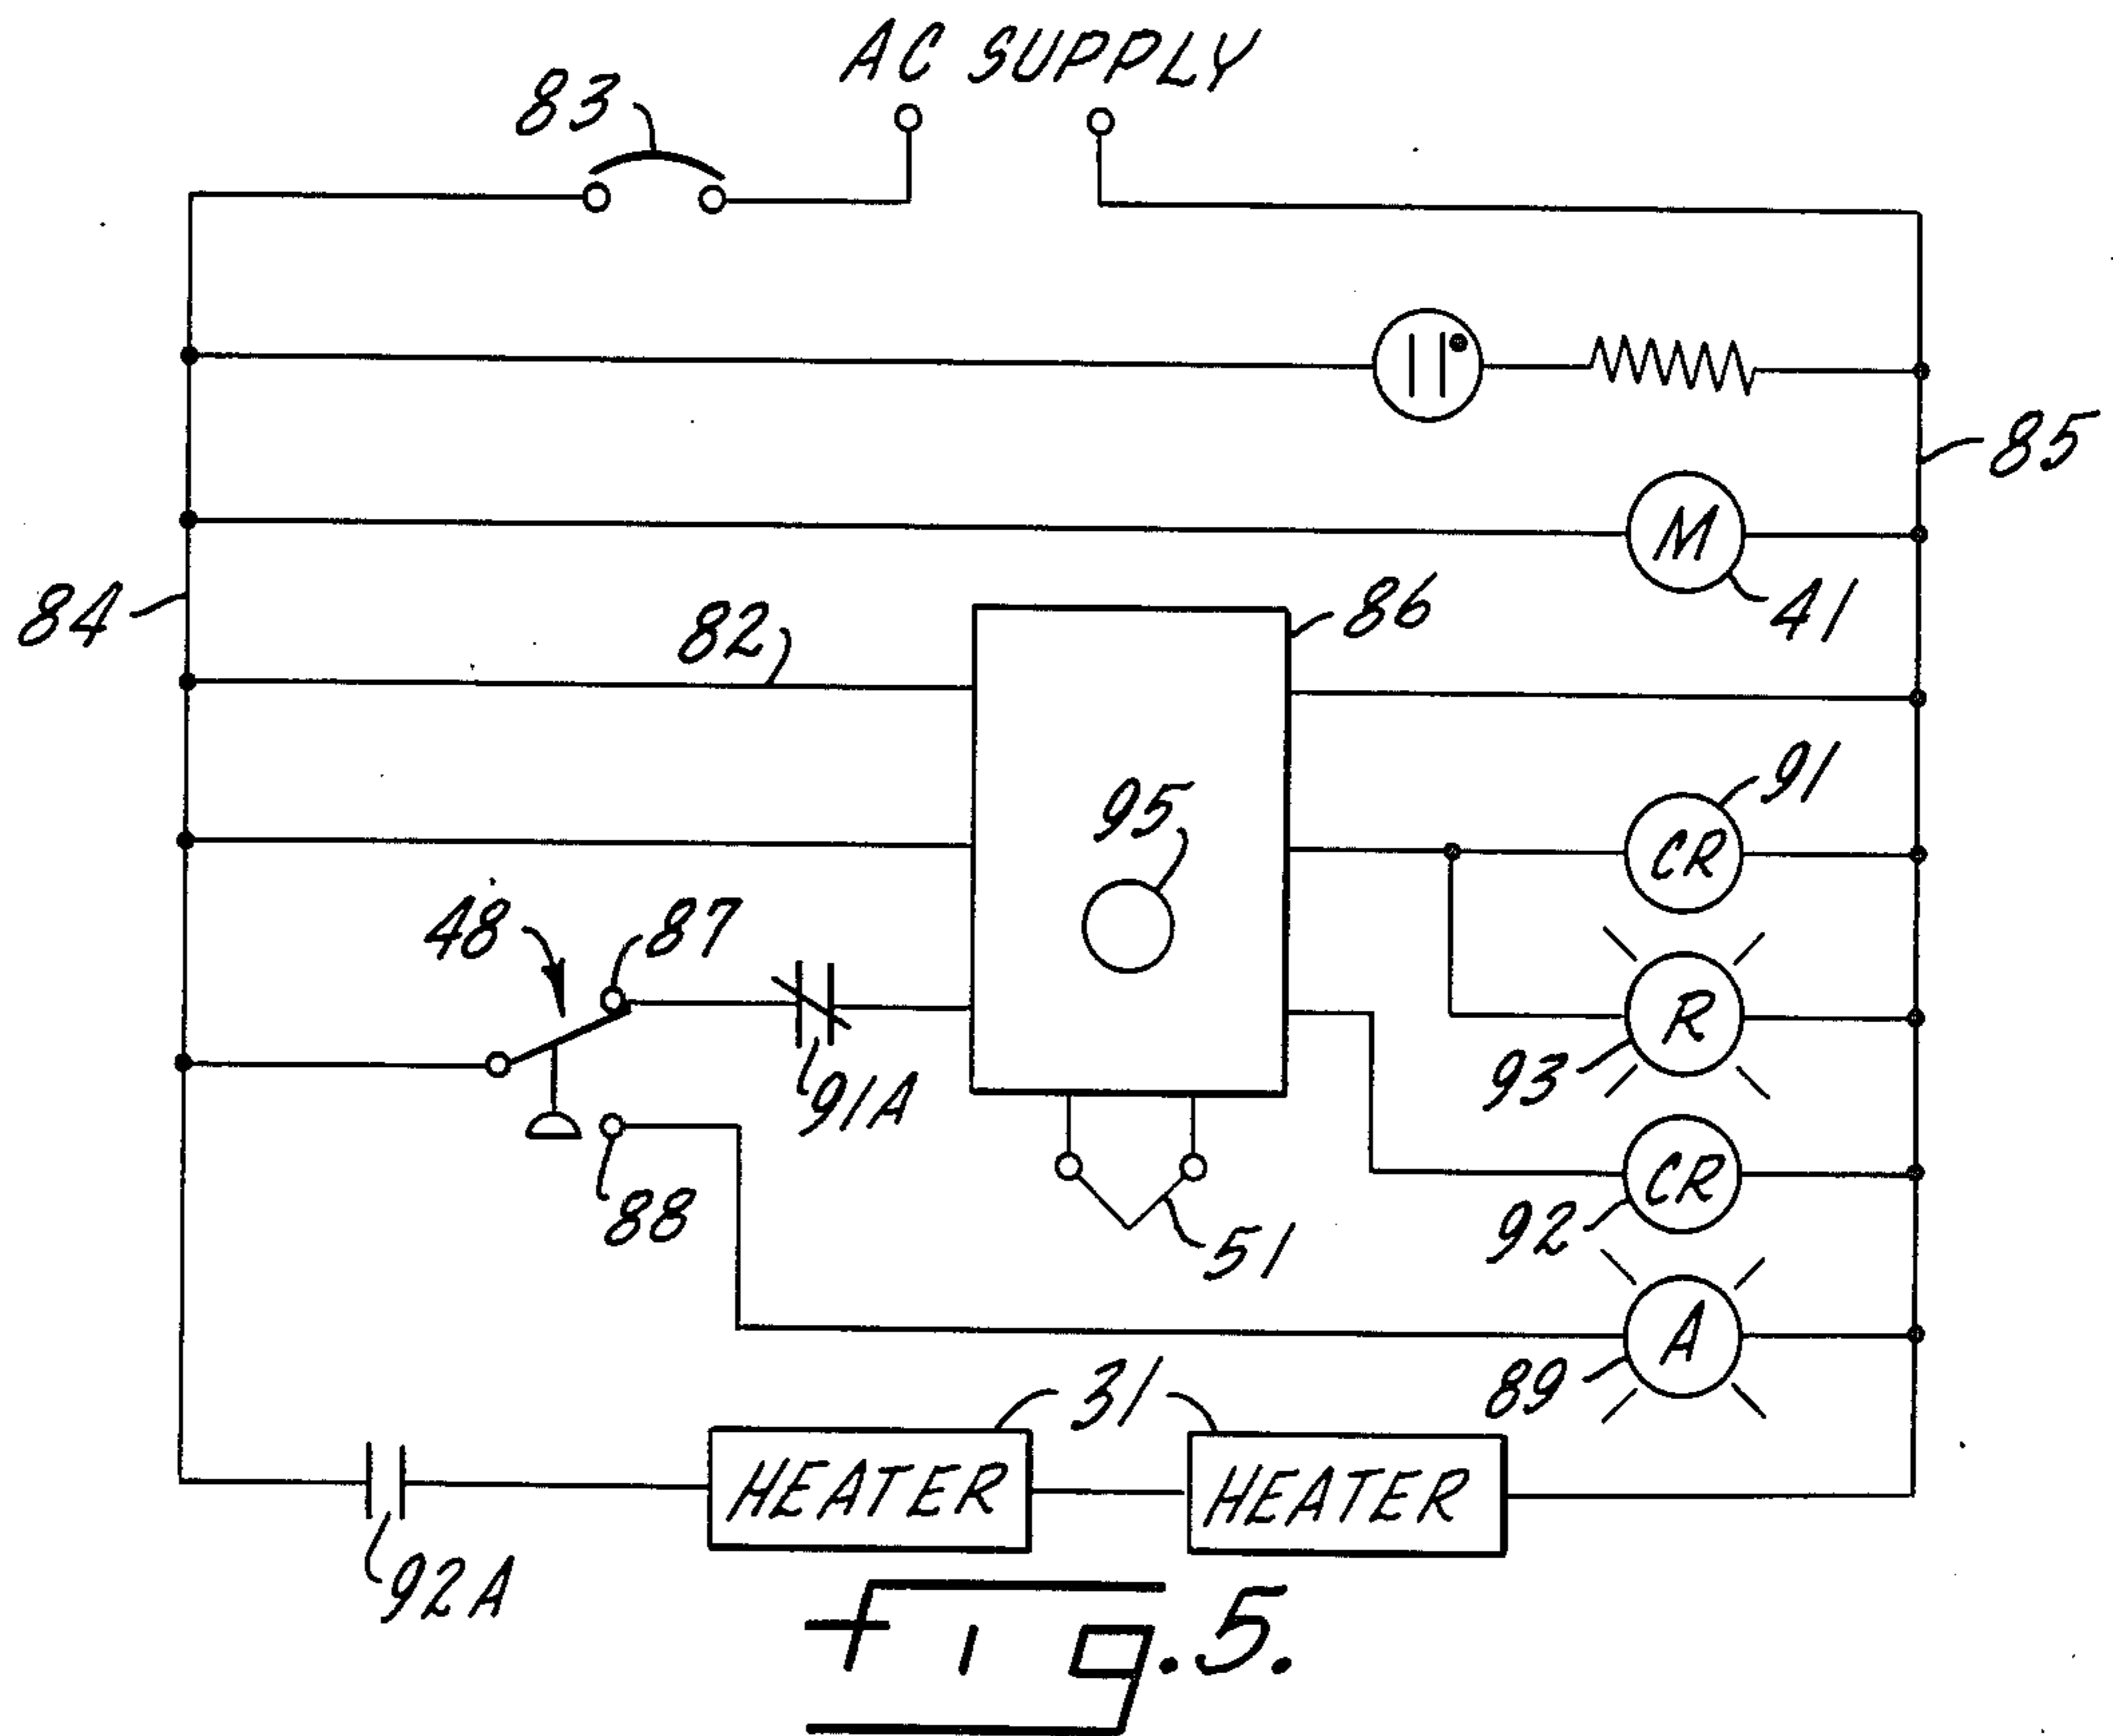 AC SUPPLY
83
85
M
41
84
82
86
91
95
CR
48
87
R
93
91A
CR
88
92
51
A
89
31
HEATER
HEATER
92A
Fig. 5.